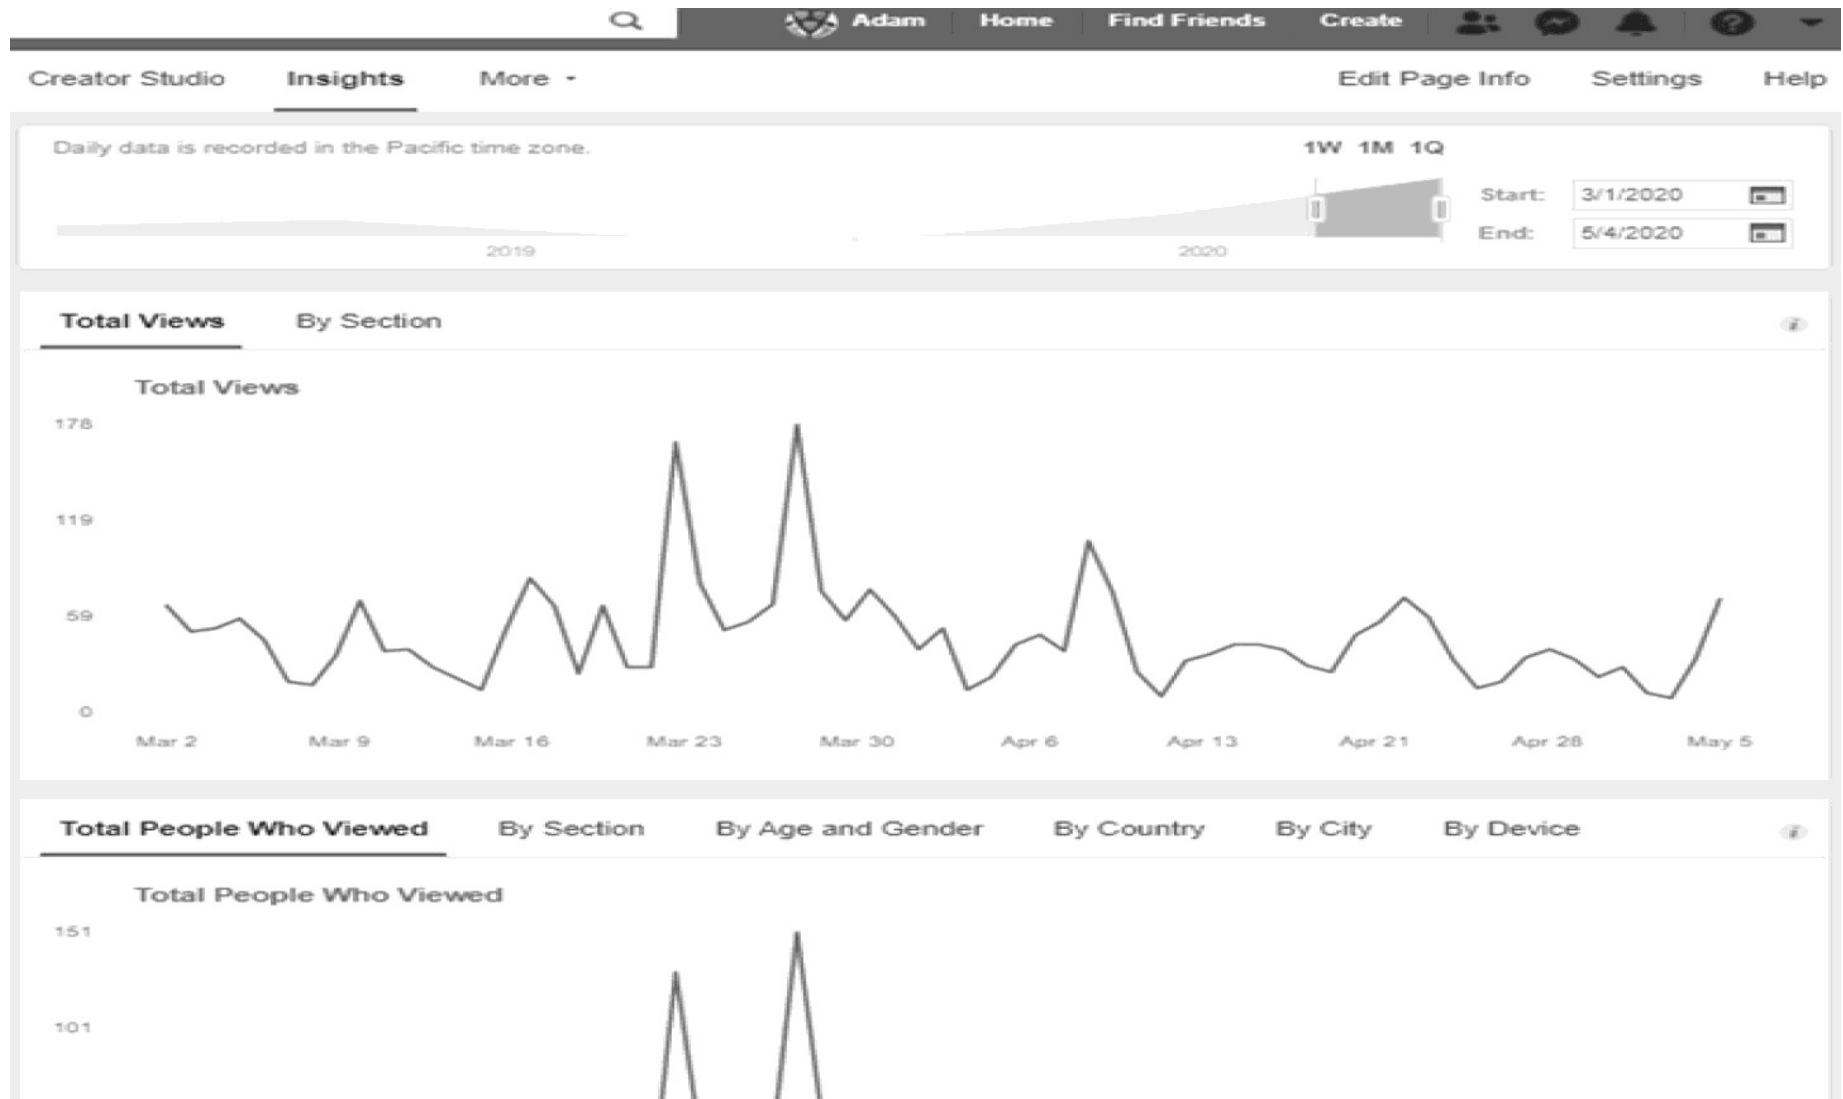 Adam Home Find Friends Create
Creator Studio Insights More Edit Page Info Settings Help
Daily data is recorded in the Pacific time zone.
1W 1M 1Q
Start: 3/1/2020
End: 5/4/2020
2019 2020
Total Views By Section
Total Views
178
119
59
0
Mar 2 Mar 9 Mar 16 Mar 23 Mar 30 Apr 6 Apr 13 Apr 21 Apr 28 May 5
Total People Who Viewed By Section By Age and Gender By Country By City By Device
Total People Who Viewed
151
101